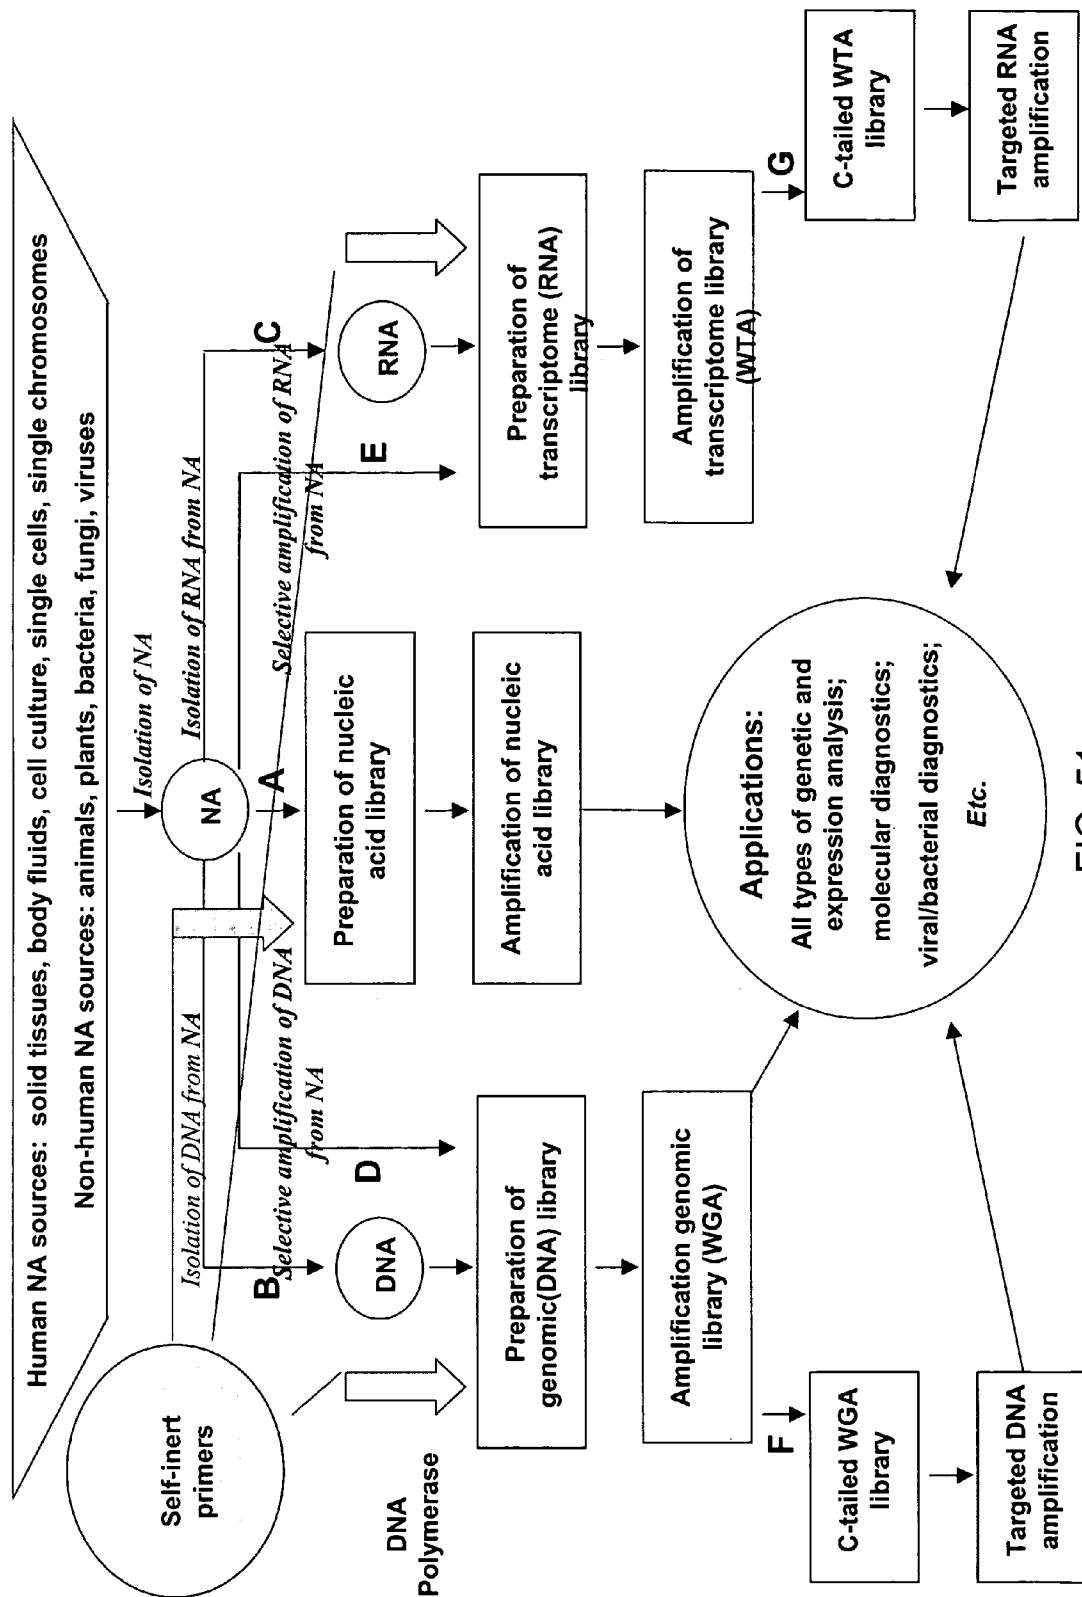 Human NA sources: solid tissues, body fluids, cell culture, single cells, single chromosomes
Non-human NA sources: animals, plants, bacteria, fungi, viruses
Isolation of NA
Self-inert
primers
NA
Isolation of DNA from NA
Isolation of RNA from NA
B
A
C
Selective amplification of DNA
from NA
Selective amplification of RNA
from NA
D
E
DNA
Polymerase
DNA
RNA
Preparation of nucleic
acid library
Preparation of
genomic(DNA) library
Preparation of
transcriptome (RNA)
library
Amplification of nucleic
acid library
Amplification genomic
library (WGA)
Amplification of
transcriptome library
(WTA)
F
G
C-tailed WGA
library
C-tailed WTA
library
Targeted DNA
amplification
Targeted RNA
amplification
Applications:
All types of genetic and
expression analysis;
molecular diagnostics;
viral/bacterial diagnostics;
Etc.